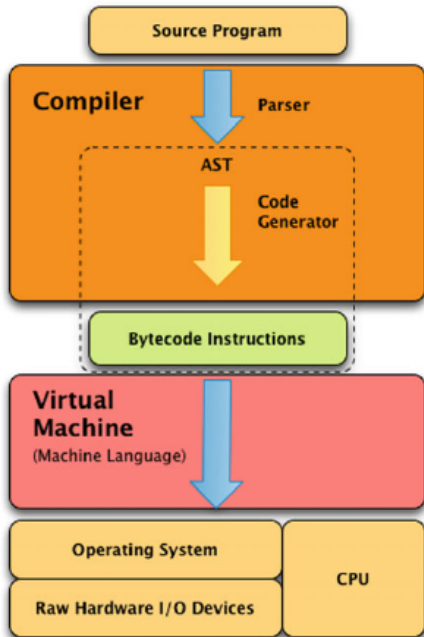 Source Program
Compiler
Parser
AST
Code
Generator
Bytecode Instructions
Virtual
Machine
(Machine Language)
Operating System
CPU
Raw Hardware I/O Devices